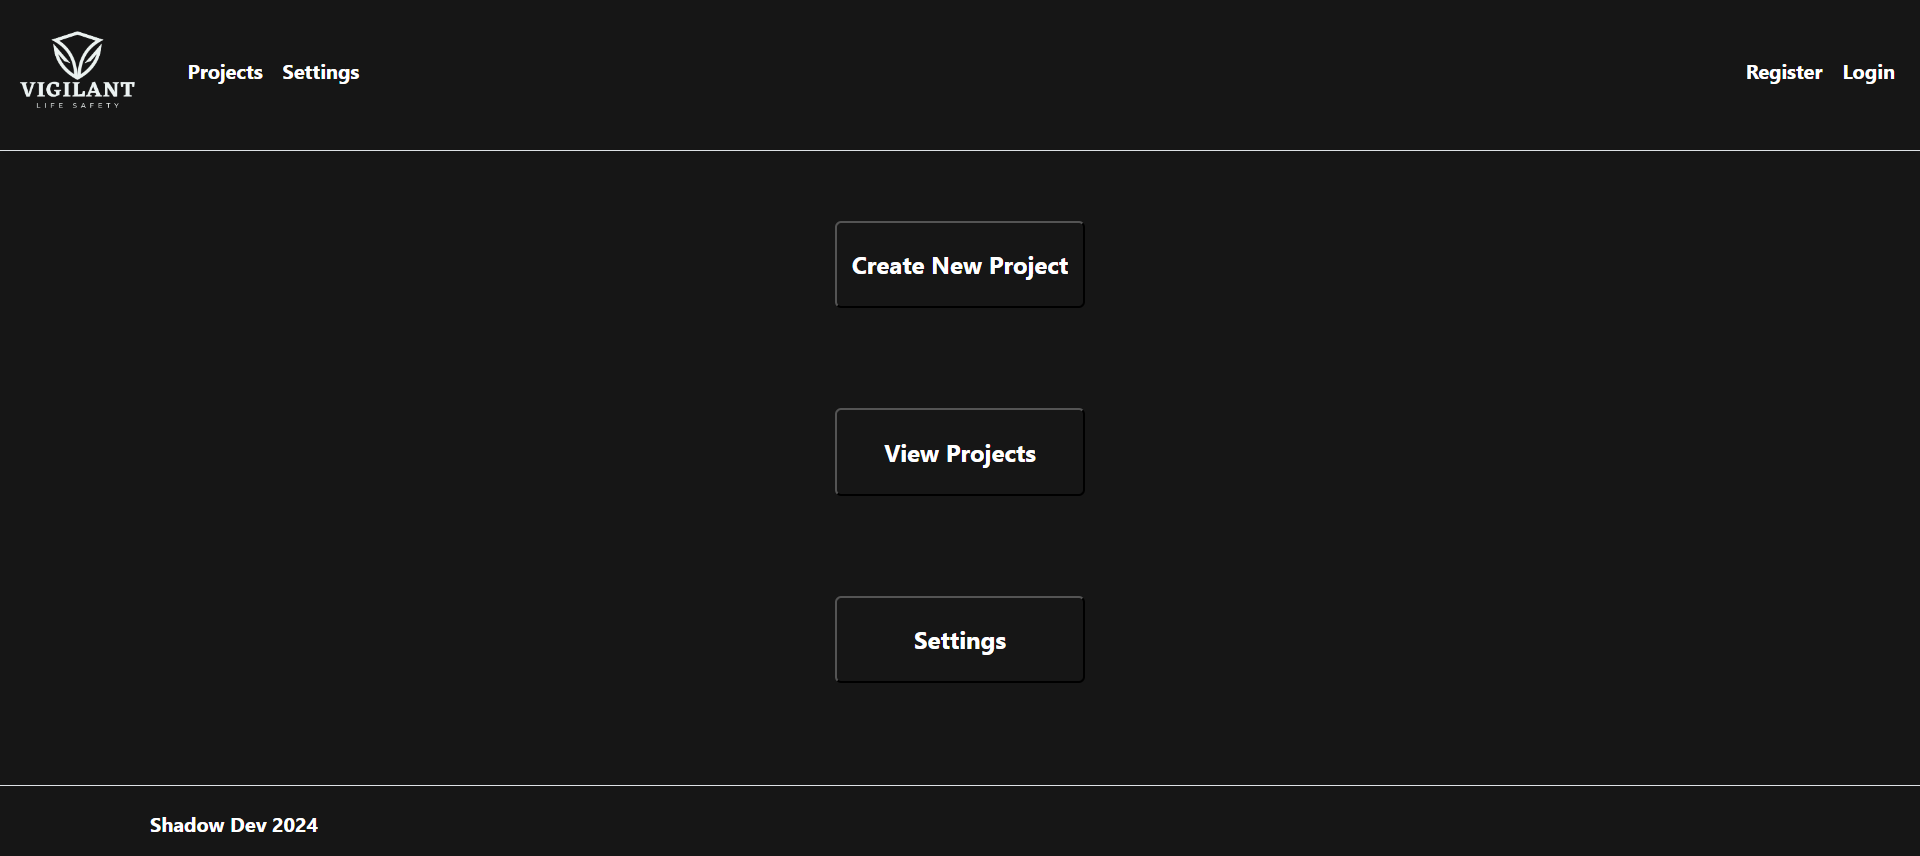 VIGILANT
LIFE SAFETY
Projects Settings
Register Login
Create New Project
View Projects
Settings
Shadow Dev 2024